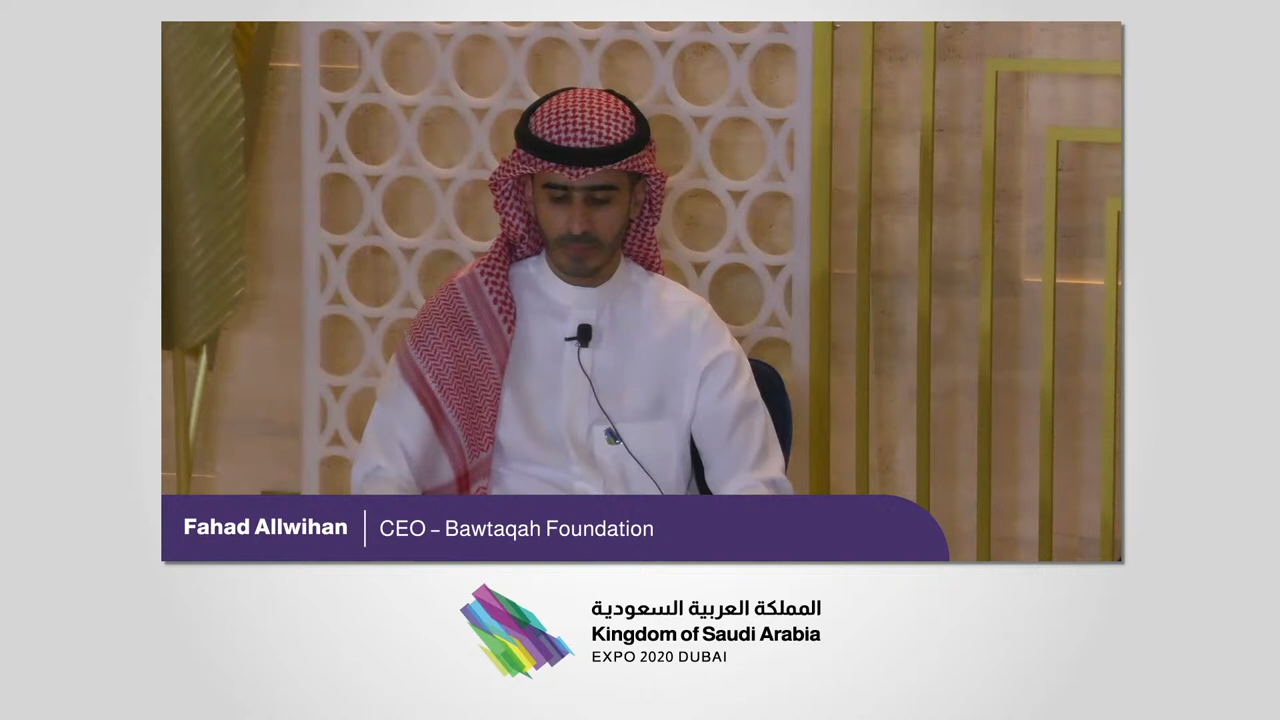 Fahad Allwihan | CEO – Bawtaqah Foundation
المملكة العربية السعودية
Kingdom of Saudi Arabia
EXPO 2020 DUBAI